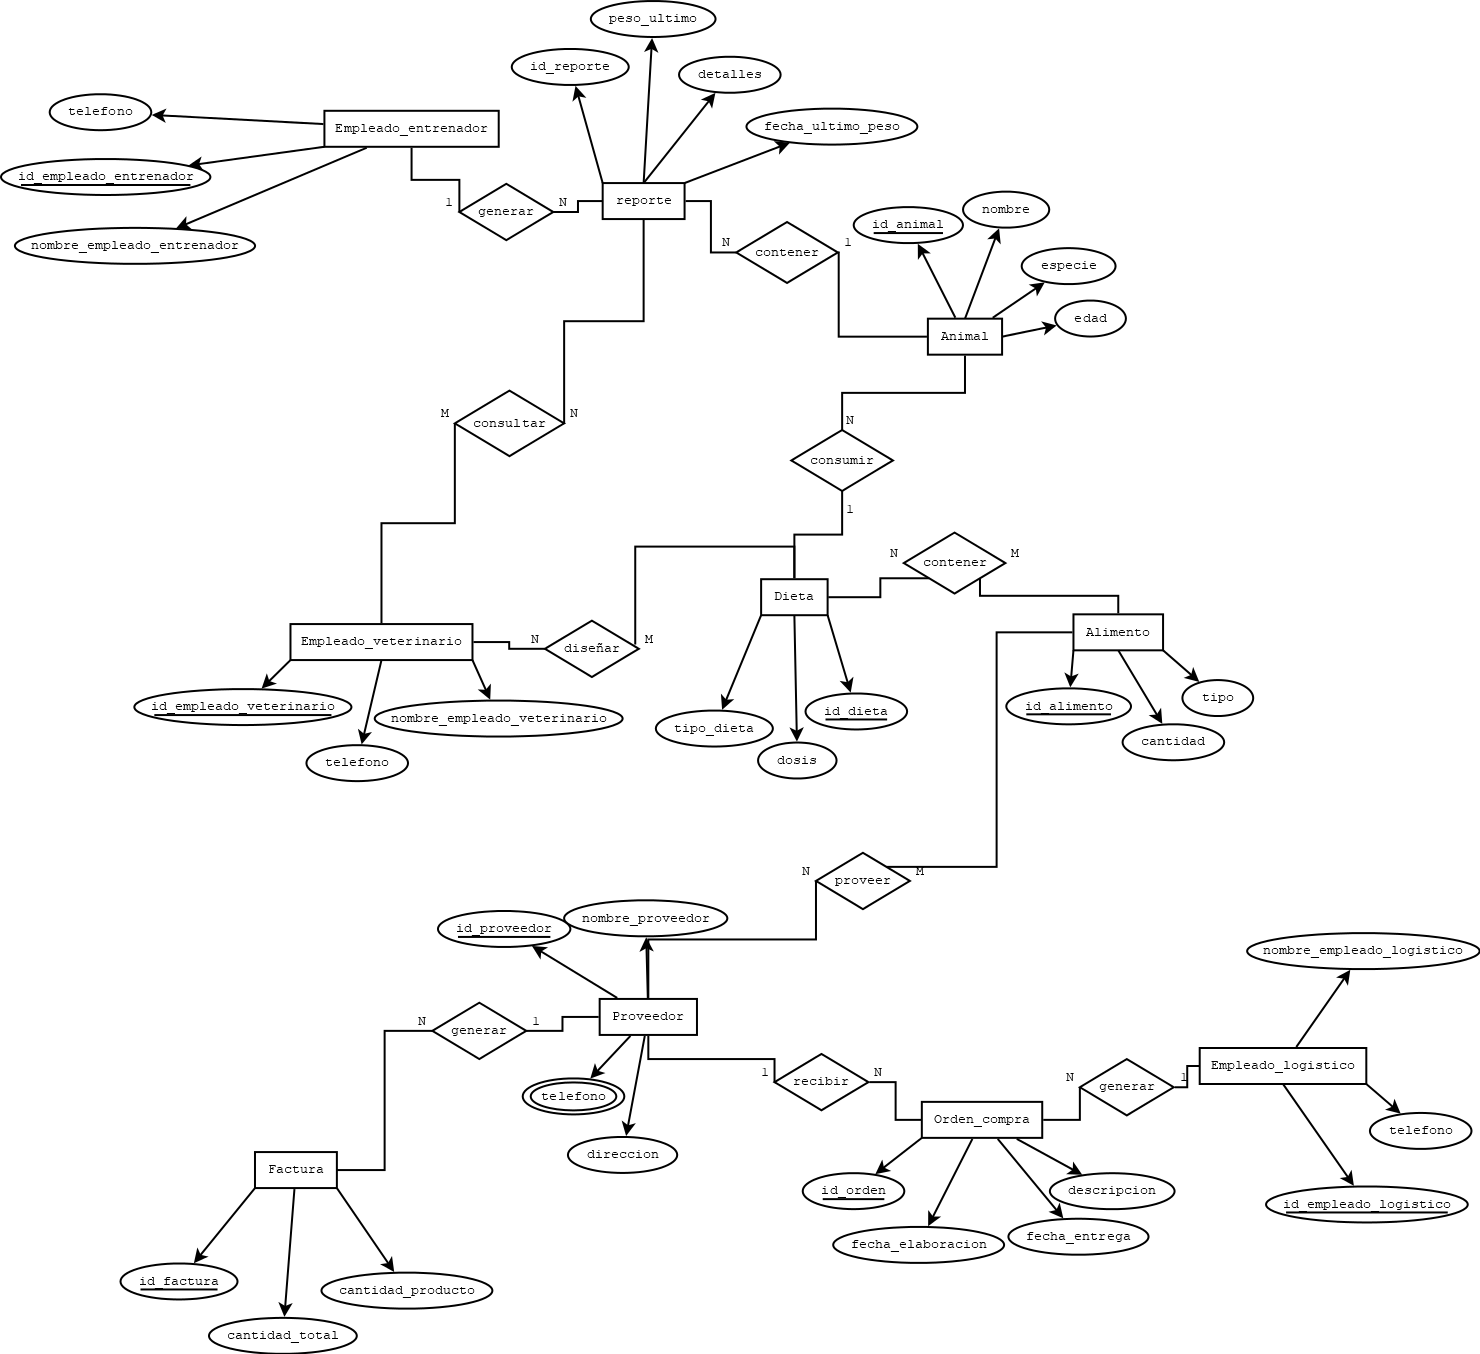 peso_ultimo
id_reporte
detalles
telefono
Empleado_entrenador
fecha_ultimo_peso
id_empleado_entrenador
1
generar
N
reporte
nombre_empleado_entrenador
N
contener
1
id_animal
nombre
especie
edad
Animal
M
consultar
N
N
consumir
1
N
contener
M
Dieta
Alimento
Empleado_veterinario
N
diseñar
M
id_empleado_veterinario
nombre_empleado_veterinario
telefono
tipo_dieta
dosis
id_dieta
id_alimento
tipo
cantidad
N
proveer
M
id_proveedor
nombre_proveedor
nombre_empleado_logistico
N
generar
1
Proveedor
telefono
direccion
1
recibir
N
N
generar
1
Empleado_logistico
Orden_compra
telefono
Factura
id_orden
descripcion
id_empleado_logistico
fecha_elaboracion
fecha_entrega
id_factura
cantidad_producto
cantidad_total